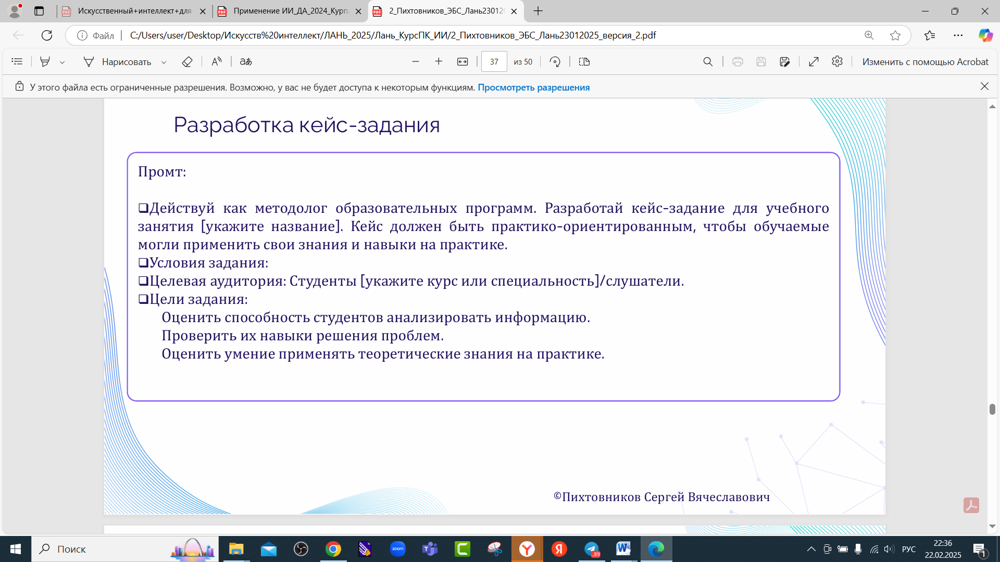 Искусственный+интеллект+для
Применение ИИ_ДА_2024_Курп
2_Пихтовников_ЭБС_Лань230120
Файл
C:/Users/user/Desktop/Искусств%20интеллект/ЛАНЬ_2025/Лань_КурсПК_ИИ/2_Пихтовников_ЭБС_Лань23012025_версия_2.pdf
Нарисовать
аあ
37 из 50
Изменить с помощью Acrobat
У этого файла есть ограниченные разрешения. Возможно, у вас не будет доступа к некоторым функциям. Просмотреть разрешения
Разработка кейс-задания
Промт:
❑Действуй как методолог образовательных программ. Разработай кейс-задание для учебного
занятия [укажите название]. Кейс должен быть практико-ориентированным, чтобы обучаемые
могли применить свои знания и навыки на практике.
❑Условия задания:
❑Целевая аудитория: Студенты [укажите курс или специальность]/слушатели.
❑Цели задания:
Оценить способность студентов анализировать информацию.
Проверить их навыки решения проблем.
Оценить умение применять теоретические знания на практике.
©Пихтовников Сергей Вячеславович
Поиск
zoom
..89
РУС
22:36
22.02.2025
1